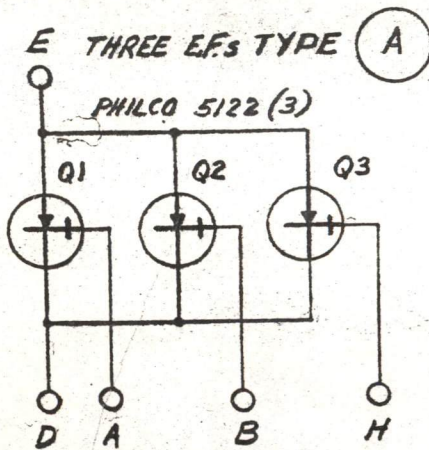 E THREE E.F.s TYPE A
PHILCO 5122 (3)
Q1 Q2 Q3
D A B H